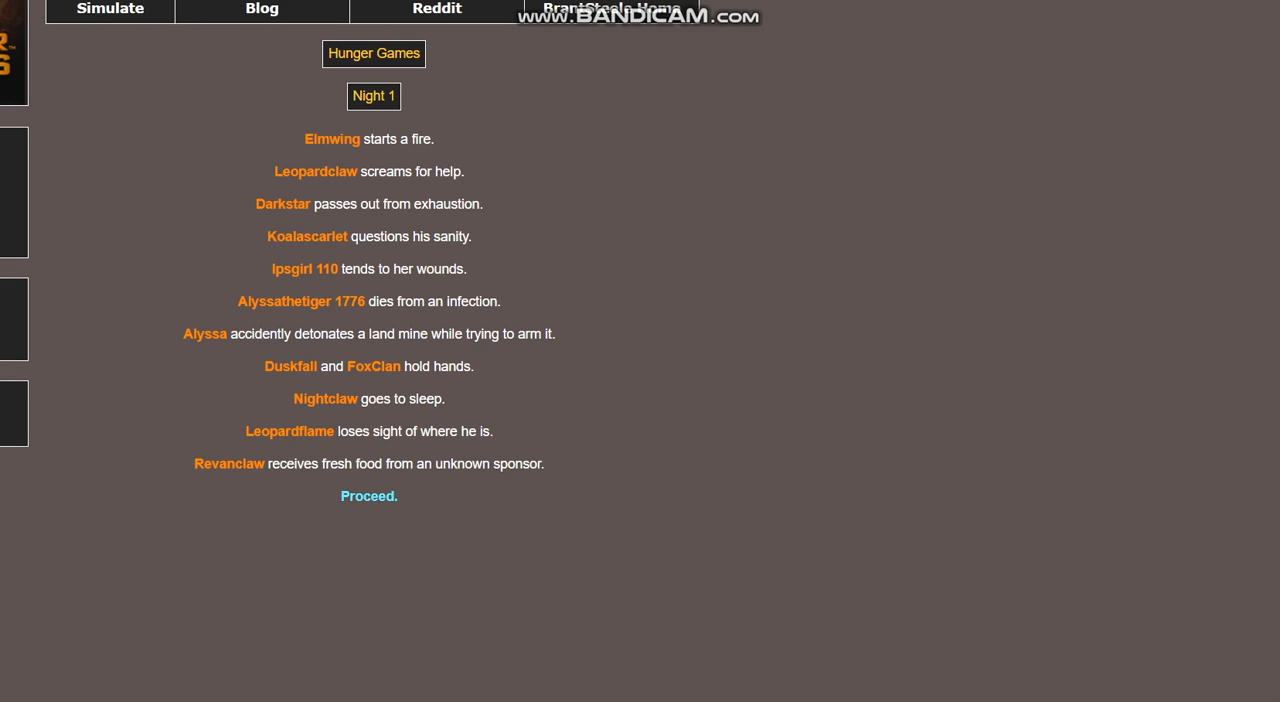 Simulate Blog Reddit BrantSteele Home
www.BANDICAM.com
Hunger Games
Night 1
Elmwing starts a fire.
Leopardclaw screams for help.
Darkstar passes out from exhaustion.
Koalascarlet questions his sanity.
lpsgirl 110 tends to her wounds.
Alyssathetiger 1776 dies from an infection.
Alyssa accidently detonates a land mine while trying to arm it.
Duskfall and FoxClan hold hands.
Nightclaw goes to sleep.
Leopardflame loses sight of where he is.
Revanclaw receives fresh food from an unknown sponsor.
Proceed.